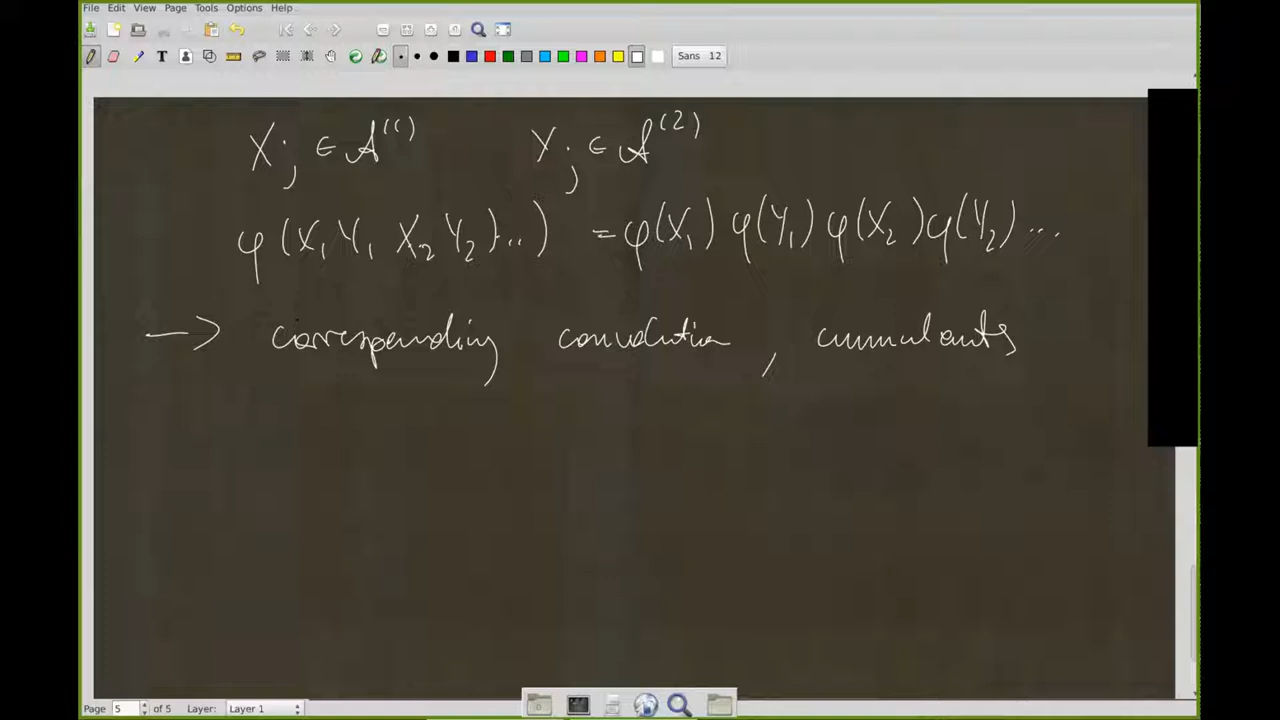 File Edit View Page Tools Options Help
Sans 12
X_j ∈ A^(1) Y_j ∈ A^(2)
φ(X_1 Y_1 X_2 Y_2 ...) = φ(X_1) φ(Y_1) φ(X_2) φ(Y_2) ...
→ corresponding convolution, cumulants
Page 5 of 5 Layer: Layer 1